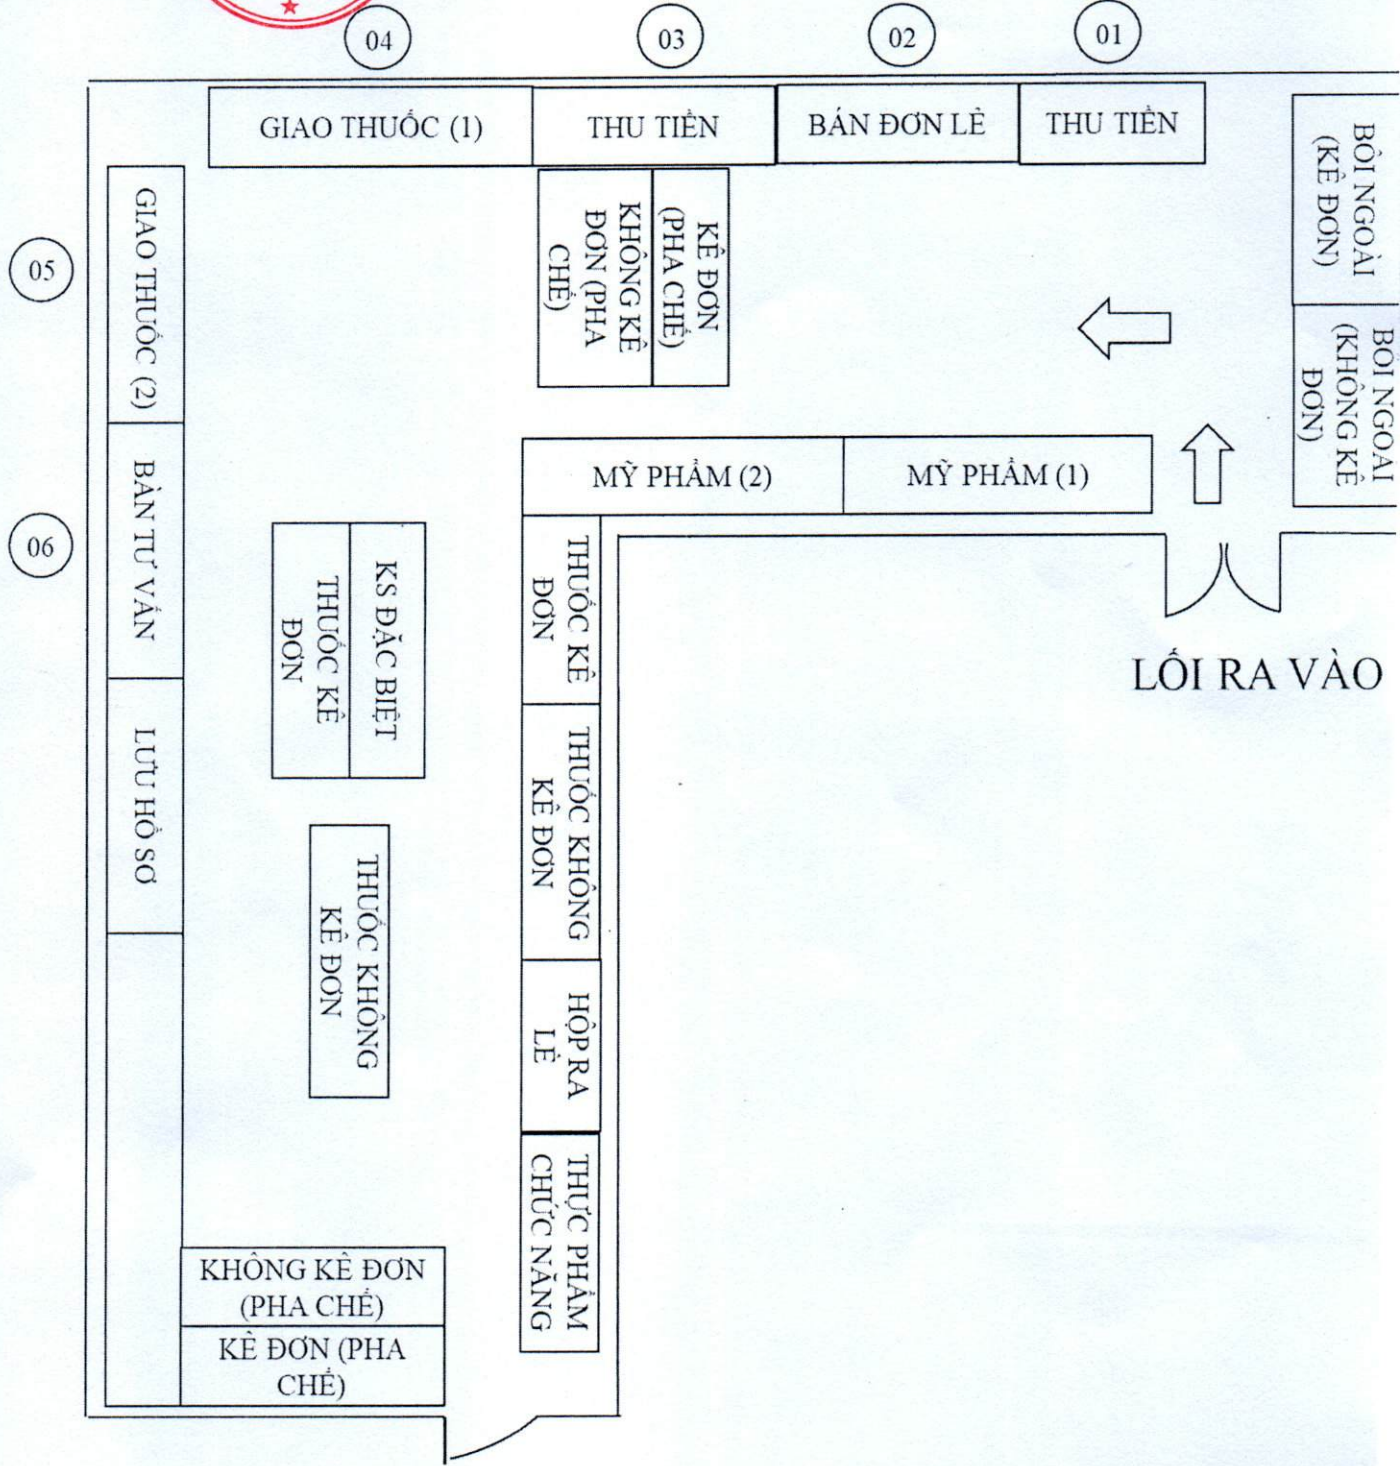 04
03
02
01
GIAO THUỐC (1)
THU TIỀN
BÁN ĐƠN LẺ
THU TIỀN
BÔI NGOÀI
(KÊ ĐƠN)
BÔI NGOÀI
(KHÔNG KÊ
ĐƠN)
05
GIAO THUỐC (2)
KÊ ĐƠN
(PHA CHẾ)
KHÔNG KÊ
ĐƠN (PHA
CHẾ)
MỸ PHẨM (2)
MỸ PHẨM (1)
06
BÀN TƯ VẤN
KS ĐẶC BIỆT
THUỐC KÊ
ĐƠN
THUỐC KÊ
ĐƠN
LỐI RA VÀO
LƯU HỒ SƠ
THUỐC KHÔNG
KÊ ĐƠN
THUỐC KHÔNG
KÊ ĐƠN
HỘP RA
LẺ
THỰC PHẨM
CHỨC NĂNG
KHÔNG KÊ ĐƠN
(PHA CHẾ)
KÊ ĐƠN (PHA
CHẾ)